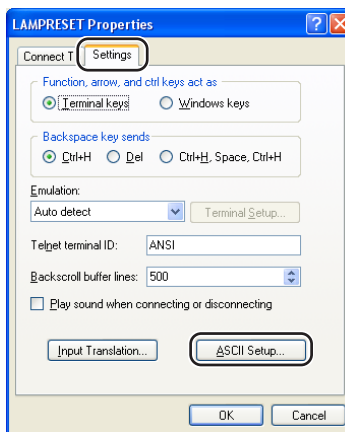 LAMPRESET Properties
Connect T Settings
Function, arrow, and ctrl keys act as
Terminal keys Windows keys
Backspace key sends
Ctrl+H Del Ctrl+H, Space, Ctrl+H
Emulation:
Auto detect Terminal Setup...
Telnet terminal ID: ANSI
Backscroll buffer lines: 500
Play sound when connecting or disconnecting
Input Translation... ASCII Setup...
OK Cancel